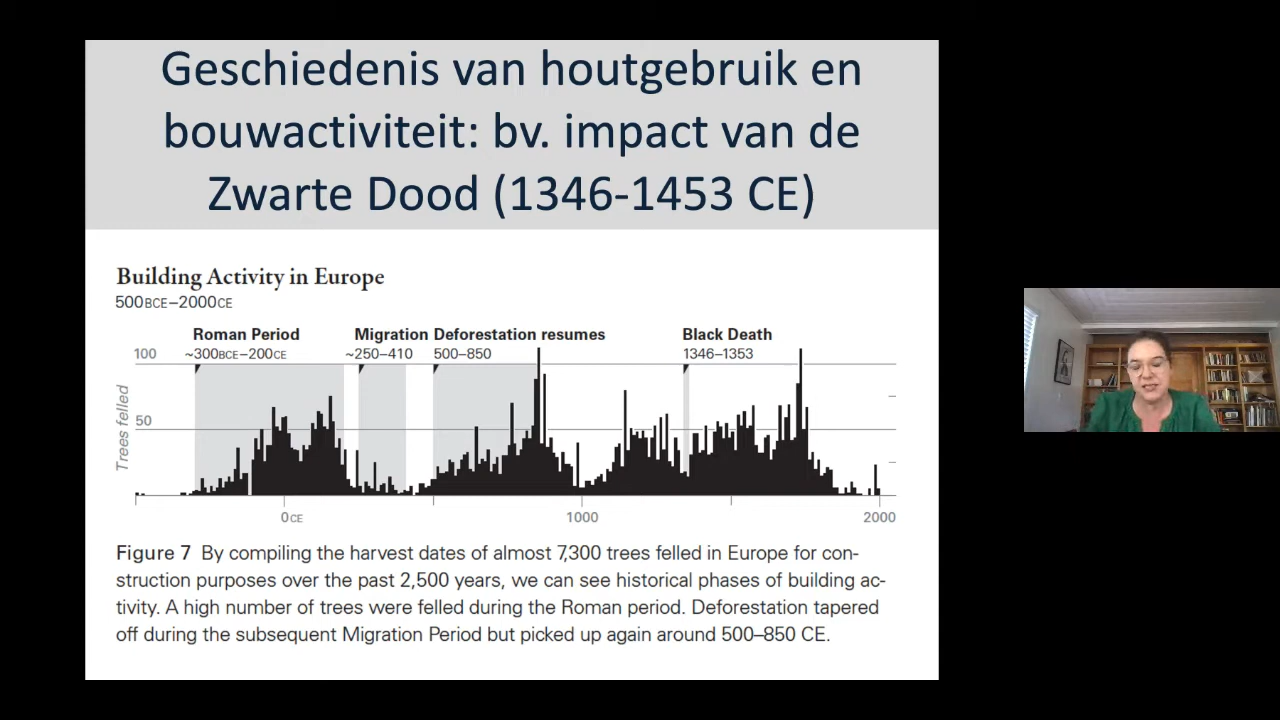 Geschiedenis van houtgebruik en
bouwactiviteit: bv. impact van de
Zwarte Dood (1346-1453 CE)
Building Activity in Europe
500BCE–2000CE
Roman Period
~300BCE–200CE
Migration
~250–410
Deforestation resumes
500–850
Black Death
1346–1353
Trees felled
100
50
0CE
1000
2000
Figure 7 By compiling the harvest dates of almost 7,300 trees felled in Europe for con-
struction purposes over the past 2,500 years, we can see historical phases of building ac-
tivity. A high number of trees were felled during the Roman period. Deforestation tapered
off during the subsequent Migration Period but picked up again around 500–850 CE.